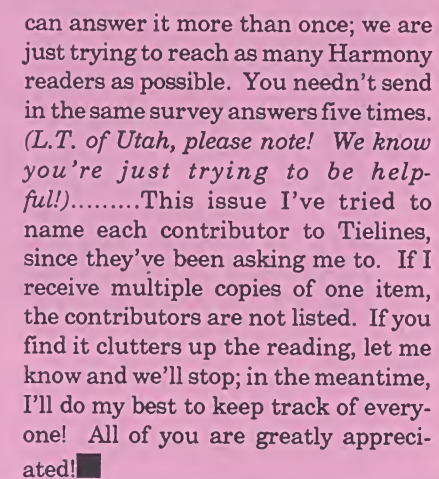 can answer it more than once; we are
just trying to reach as many Harmony
readers as possible. You needn't send
in the same survey answers five times.
(L.T. of Utah, please note! We know
you're just trying to be help-
ful!).........This issue I've tried to
name each contributor to Tielines,
since they've been asking me to. If I
receive multiple copies of one item,
the contributors are not listed. If you
find it clutters up the reading, let me
know and we'll stop; in the meantime,
I'll do my best to keep track of every-
one! All of you are greatly appreci-
ated!■